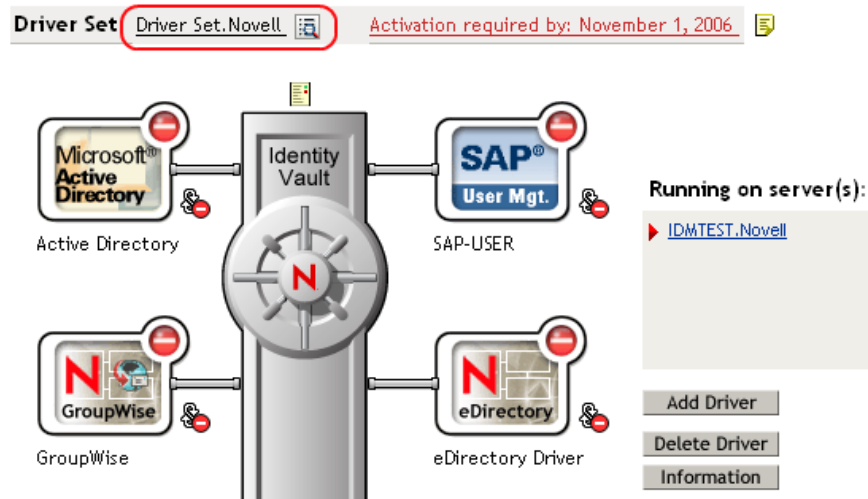 Driver Set Driver Set.Novell Activation required by: November 1, 2006
Microsoft®
Active
Directory
Active Directory
Identity
Vault
N
SAP®
User Mgt.
SAP-USER
Running on server(s):
IDMTEST.Novell
N
GroupWise
GroupWise
N
eDirectory
eDirectory Driver
Add Driver
Delete Driver
Information